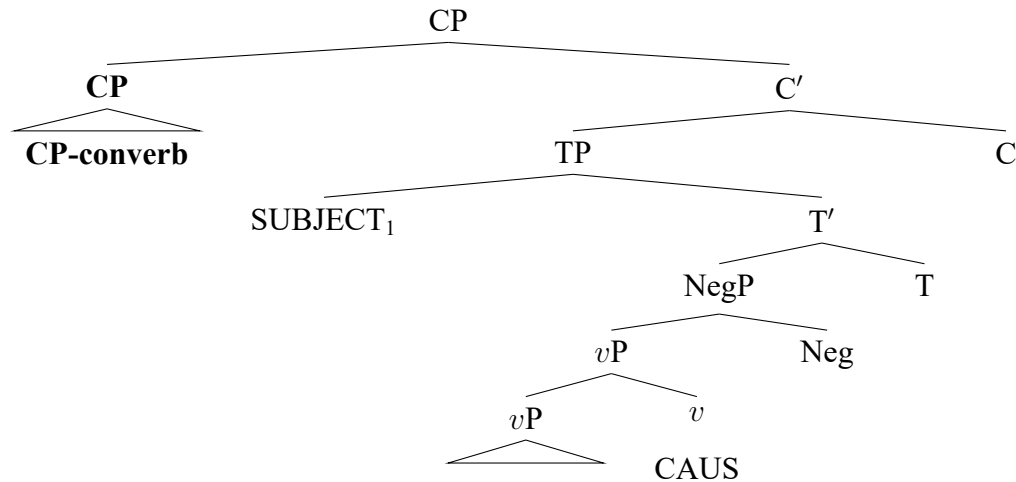 CP
CP C′
CP-converb TP C
SUBJECT₁ T′
NegP T
vP Neg
vP v
CAUS